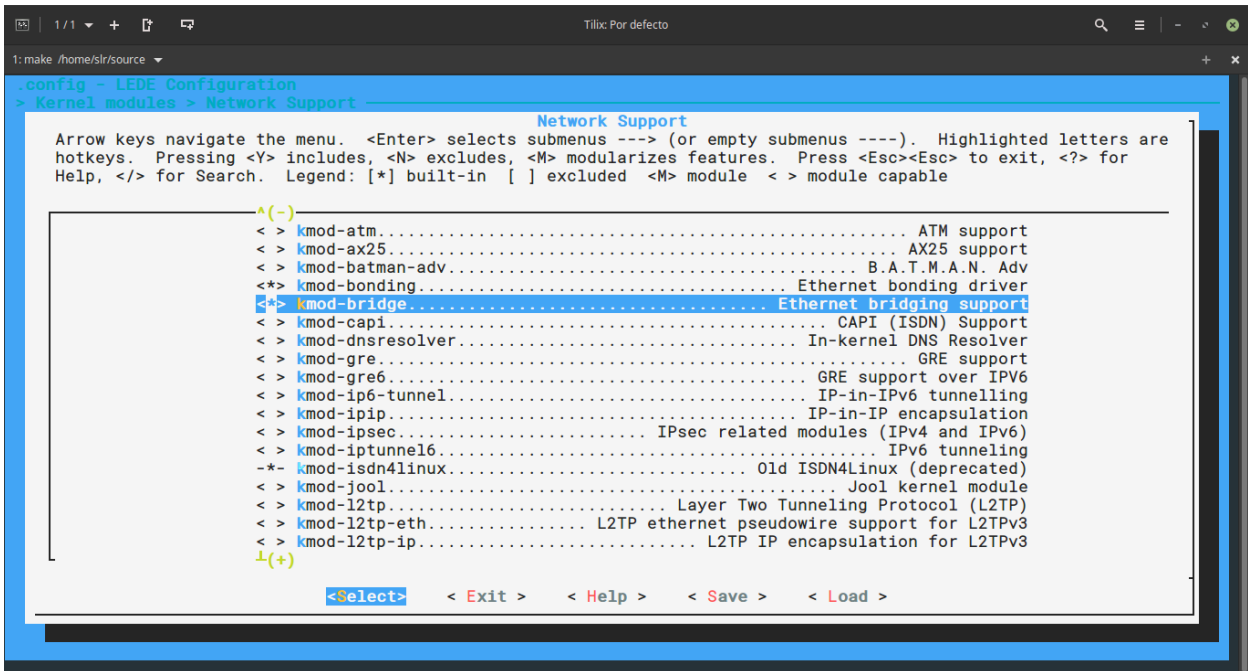 1/1
Tilix: Por defecto
1: make /home/slr/source
.config - LEDE Configuration
> Kernel modules > Network Support
Network Support
Arrow keys navigate the menu. <Enter> selects submenus ---> (or empty submenus ----). Highlighted letters are
hotkeys. Pressing <Y> includes, <N> excludes, <M> modularizes features. Press <Esc><Esc> to exit, <?> for
Help, </> for Search. Legend: [*] built-in [ ] excluded <M> module < > module capable
^(-)
< > kmod-atm..................................................... ATM support
< > kmod-ax25.................................................... AX25 support
< > kmod-batman-adv......................................... B.A.T.M.A.N. Adv
<*> kmod-bonding...................................... Ethernet bonding driver
<*> kmod-bridge.................................... Ethernet bridging support
< > kmod-capi............................................ CAPI (ISDN) Support
< > kmod-dnsresolver.................................. In-kernel DNS Resolver
< > kmod-gre..................................................... GRE support
< > kmod-gre6.......................................... GRE support over IPV6
< > kmod-ip6-tunnel..................................... IP-in-IPv6 tunnelling
< > kmod-ipip......................................... IP-in-IP encapsulation
< > kmod-ipsec......................... IPsec related modules (IPv4 and IPv6)
< > kmod-iptunnel6............................................ IPv6 tunneling
-*- kmod-isdn4linux.............................. Old ISDN4Linux (deprecated)
< > kmod-jool............................................. Jool kernel module
< > kmod-l2tp............................ Layer Two Tunneling Protocol (L2TP)
< > kmod-l2tp-eth................ L2TP ethernet pseudowire support for L2TPv3
< > kmod-l2tp-ip............................ L2TP IP encapsulation for L2TPv3
┴(+)
<Select> < Exit > < Help > < Save > < Load >